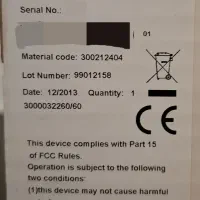 Serial No.:
01
Material code: 300212404
Lot Number: 99012158
Date: 12/2013 Quantity: 1
3000032260/60
CE
This device complies with Part 15
of FCC Rules.
Operation is subject to the following
two conditions:
(1)this device may not cause harmful